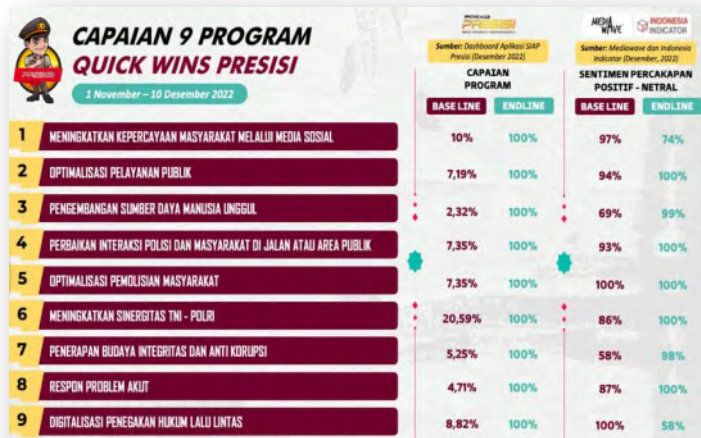 CAPAIAN 9 PROGRAM
QUICK WINS PRESISI
1 November – 10 Desember 2022
PRESISI
Sumber: Dashboard Aplikasi SIAP
Presisi (Desember 2022)
CAPAIAN
PROGRAM
BASE LINE ENDLINE
MEDIA
WAVE
INDONESIA
INDICATOR
Sumber: Mediawave dan Indonesia
Indicator (Desember, 2022)
SENTIMEN PERCAKAPAN
POSITIF - NETRAL
BASE LINE ENDLINE
1 MENINGKATKAN KEPERCAYAAN MASYARAKAT MELALUI MEDIA SOSIAL 10% 100% 97% 74%
2 OPTIMALISASI PELAYANAN PUBLIK 7,19% 100% 94% 100%
3 PENGEMBANGAN SUMBER DAYA MANUSIA UNGGUL 2,32% 100% 69% 99%
4 PERBAIKAN INTERAKSI POLISI DAN MASYARAKAT DI JALAN ATAU AREA PUBLIK 7,35% 100% 93% 100%
5 OPTIMALISASI PEMOLISIAN MASYARAKAT 7,35% 100% 100% 100%
6 MENINGKATKAN SINERGITAS TNI - POLRI 20,59% 100% 86% 100%
7 PENERAPAN BUDAYA INTEGRITAS DAN ANTI KORUPSI 5,25% 100% 58% 98%
8 RESPON PROBLEM AKUT 4,71% 100% 87% 100%
9 DIGITALISASI PENEGAKAN HUKUM LALU LINTAS 8,82% 100% 100% 58%